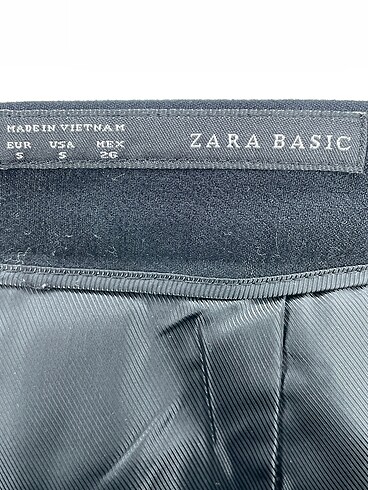 MADE IN VIETNAM
EUR USA MEX
S S 26
ZARA BASIC